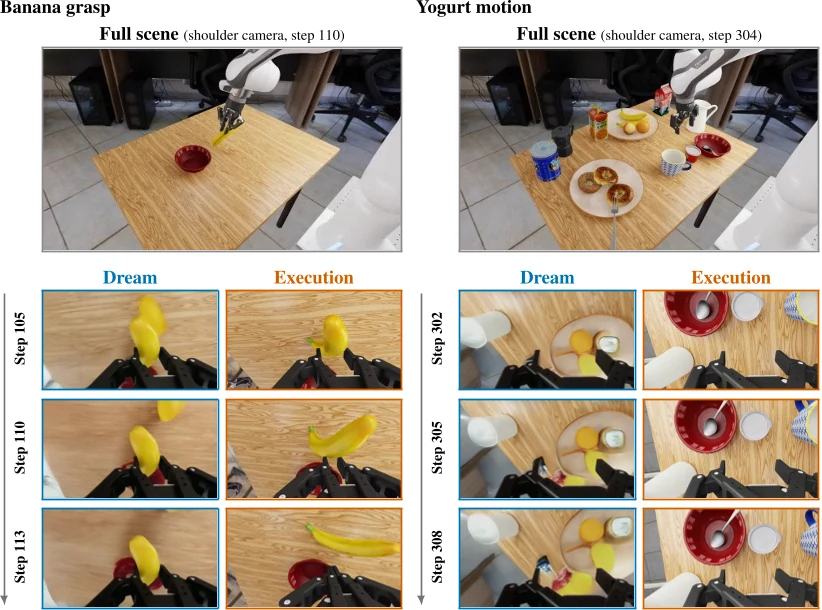 Banana grasp
Full scene (shoulder camera, step 110)
Dream
Execution
Step 105
Step 110
Step 113
Yogurt motion
Full scene (shoulder camera, step 304)
Dream
Execution
Step 302
Step 305
Step 308